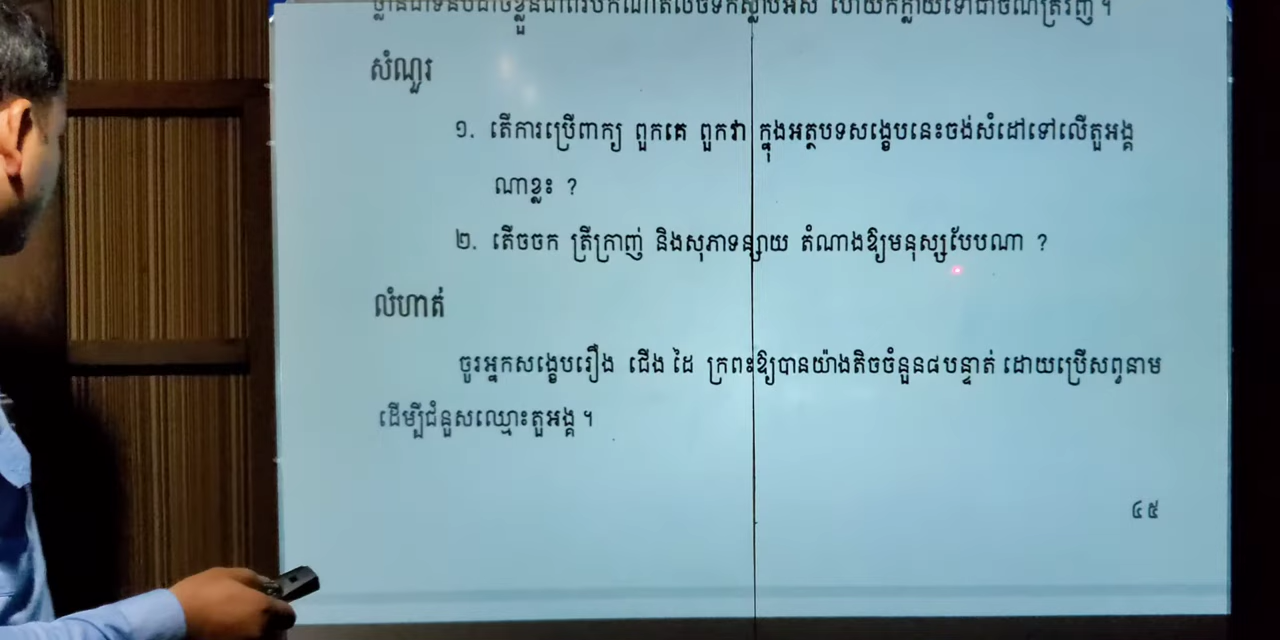 សំណួរ
១. តើការប្រើពាក្យ ពួកគេ ពួកវា ក្នុងអត្ថបទសង្ខេបនេះចង់សំដៅទៅលើតួអង្គ
ណាខ្លះ ?
២. តើចចក ត្រីក្រាញ់ និងសុភាទន្សាយ តំណាងឱ្យមនុស្សបែបណា ?
លំហាត់
ចូរអ្នកសង្ខេបរឿង ជើង ដៃ ក្រពះឱ្យបានយ៉ាងតិចចំនួន៨បន្ទាត់ ដោយប្រើសព្វនាម
ដើម្បីជំនួសឈ្មោះតួអង្គ ។
៤៥